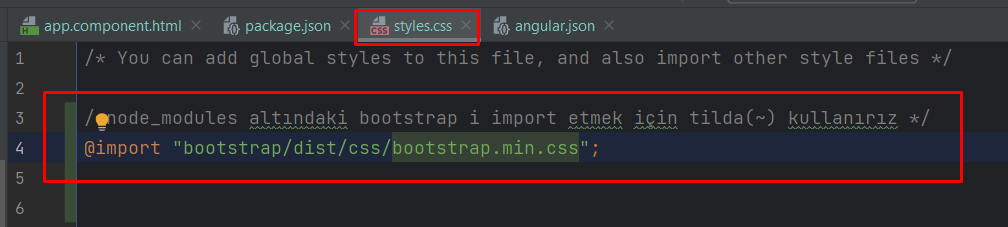 app.component.html package.json styles.css angular.json
1 /* You can add global styles to this file, and also import other style files */
2
3 / node_modules altındaki bootstrap i import etmek için tilda(~) kullanırız */
4 @import "bootstrap/dist/css/bootstrap.min.css";
5
6